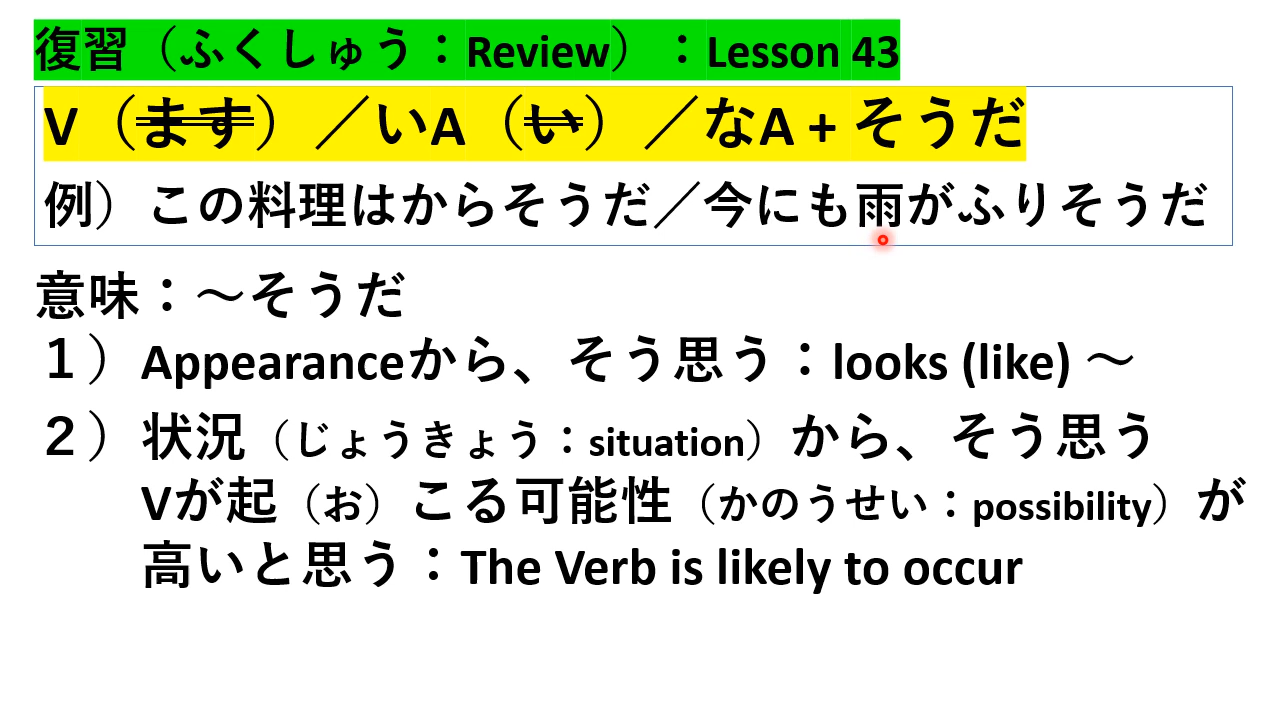 復習（ふくしゅう：Review）：Lesson 43
V（ます）／いA（い）／なA + そうだ
例）この料理はからそうだ／今にも雨がふりそうだ
意味：～そうだ
１）Appearanceから、そう思う：looks (like) ～
２）状況（じょうきょう：situation）から、そう思う
Vが起（お）こる可能性（かのうせい：possibility）が
高いと思う：The Verb is likely to occur